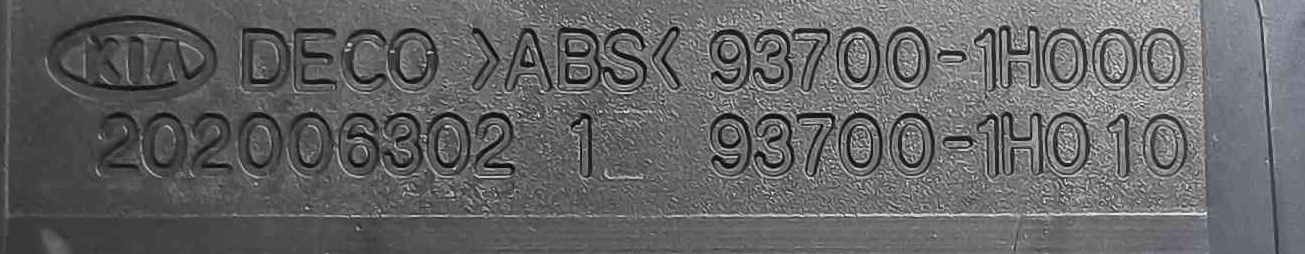 KIA DECO >ABS< 93700-1H000
202006302 1 93700-1H010